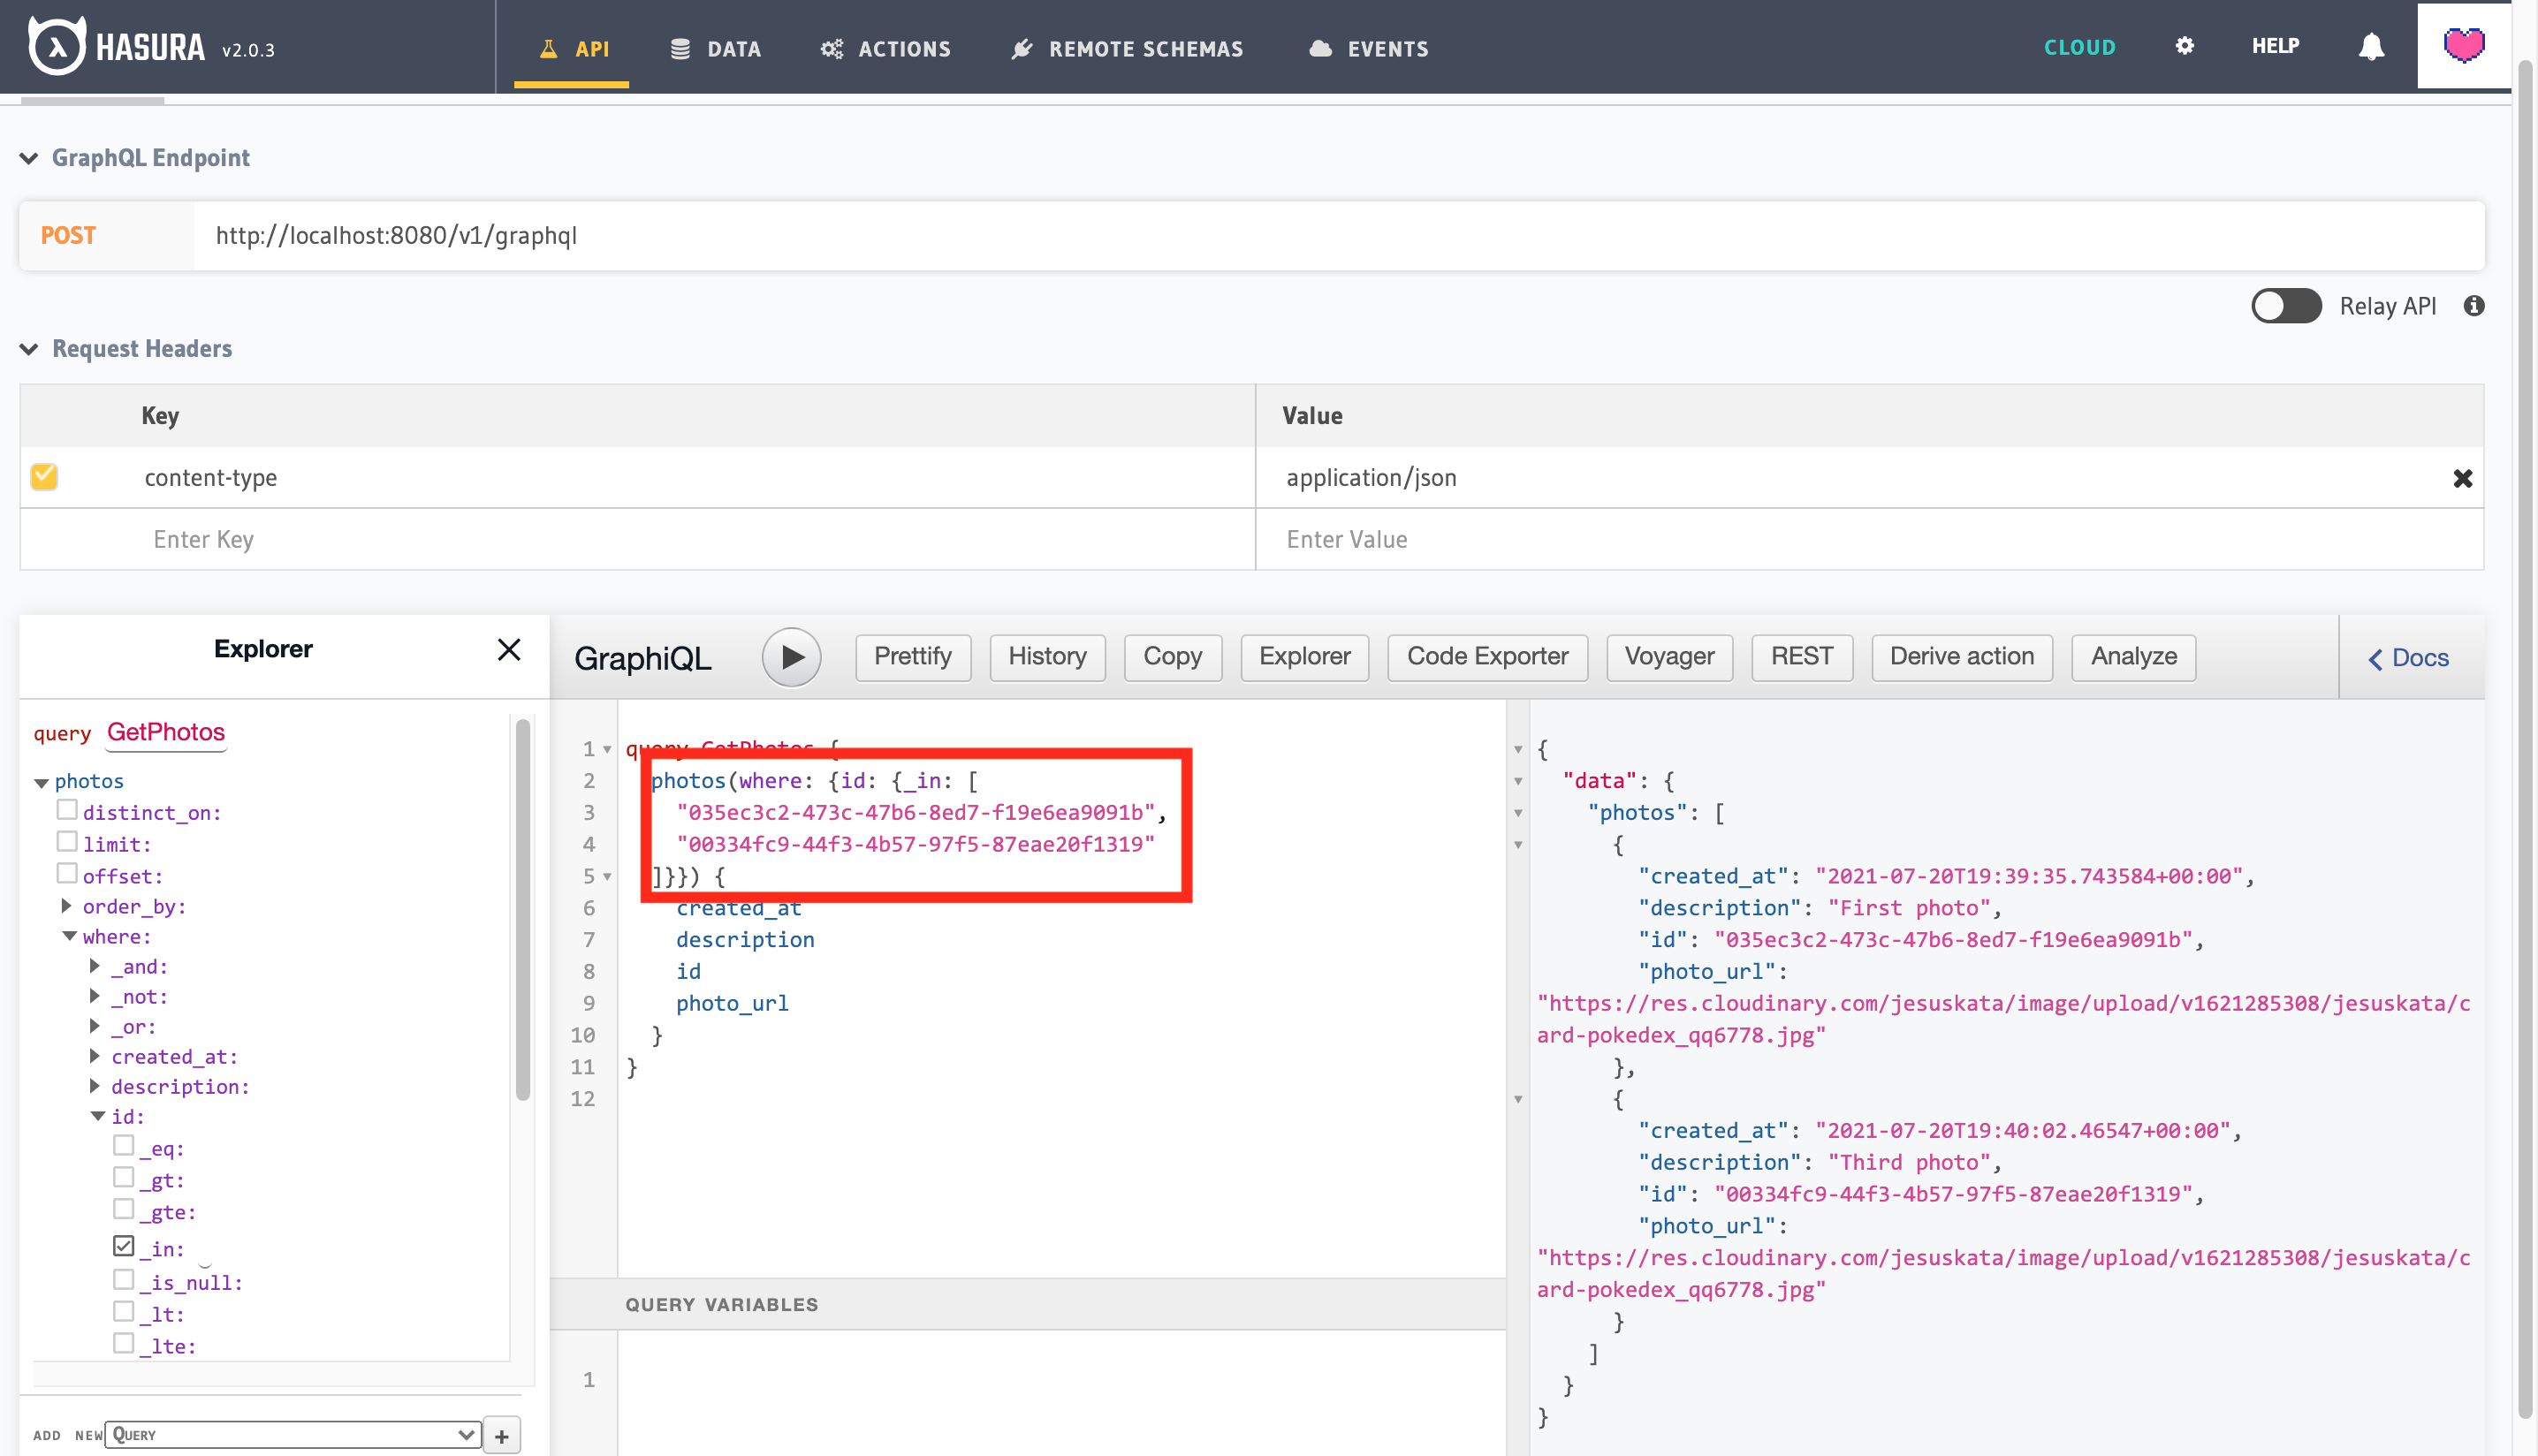 HASURA v2.0.3 API DATA ACTIONS REMOTE SCHEMAS EVENTS CLOUD HELP
GraphQL Endpoint
POST http://localhost:8080/v1/graphql
Relay API
Request Headers
Key Value
content-type application/json
Enter Key Enter Value
Explorer
GraphiQL Prettify History Copy Explorer Code Exporter Voyager REST Derive action Analyze Docs
query GetPhotos
photos
distinct_on:
limit:
offset:
order_by:
where:
_and:
_not:
_or:
created_at:
description:
id:
_eq:
_gt:
_gte:
_in:
_is_null:
_lt:
_lte:
ADD NEW QUERY +
1 query GetPhotos {
2 photos(where: {id: {_in: [
3 "035ec3c2-473c-47b6-8ed7-f19e6ea9091b",
4 "00334fc9-44f3-4b57-97f5-87eae20f1319"
5 ]}}) {
6 created_at
7 description
8 id
9 photo_url
10 }
11 }
12
QUERY VARIABLES
1
{
"data": {
"photos": [
{
"created_at": "2021-07-20T19:39:35.743584+00:00",
"description": "First photo",
"id": "035ec3c2-473c-47b6-8ed7-f19e6ea9091b",
"photo_url":
"https://res.cloudinary.com/jesuskata/image/upload/v1621285308/jesuskata/c
ard-pokedex_qq6778.jpg"
},
{
"created_at": "2021-07-20T19:40:02.46547+00:00",
"description": "Third photo",
"id": "00334fc9-44f3-4b57-97f5-87eae20f1319",
"photo_url":
"https://res.cloudinary.com/jesuskata/image/upload/v1621285308/jesuskata/c
ard-pokedex_qq6778.jpg"
}
]
}
}